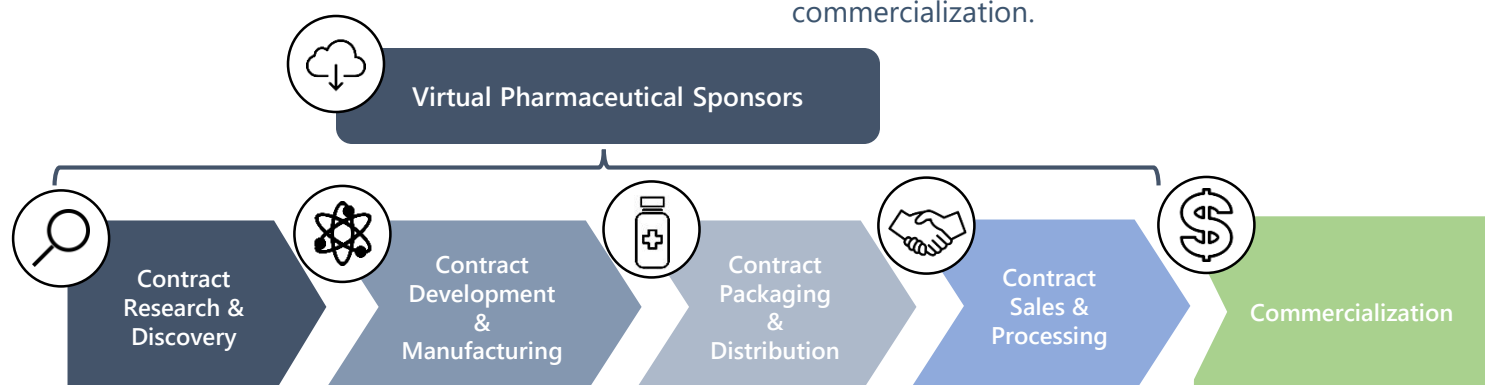 commercialization.
Virtual Pharmaceutical Sponsors
Contract
Research &
Discovery
Contract
Development
&
Manufacturing
Contract
Packaging
&
Distribution
Contract
Sales &
Processing
Commercialization